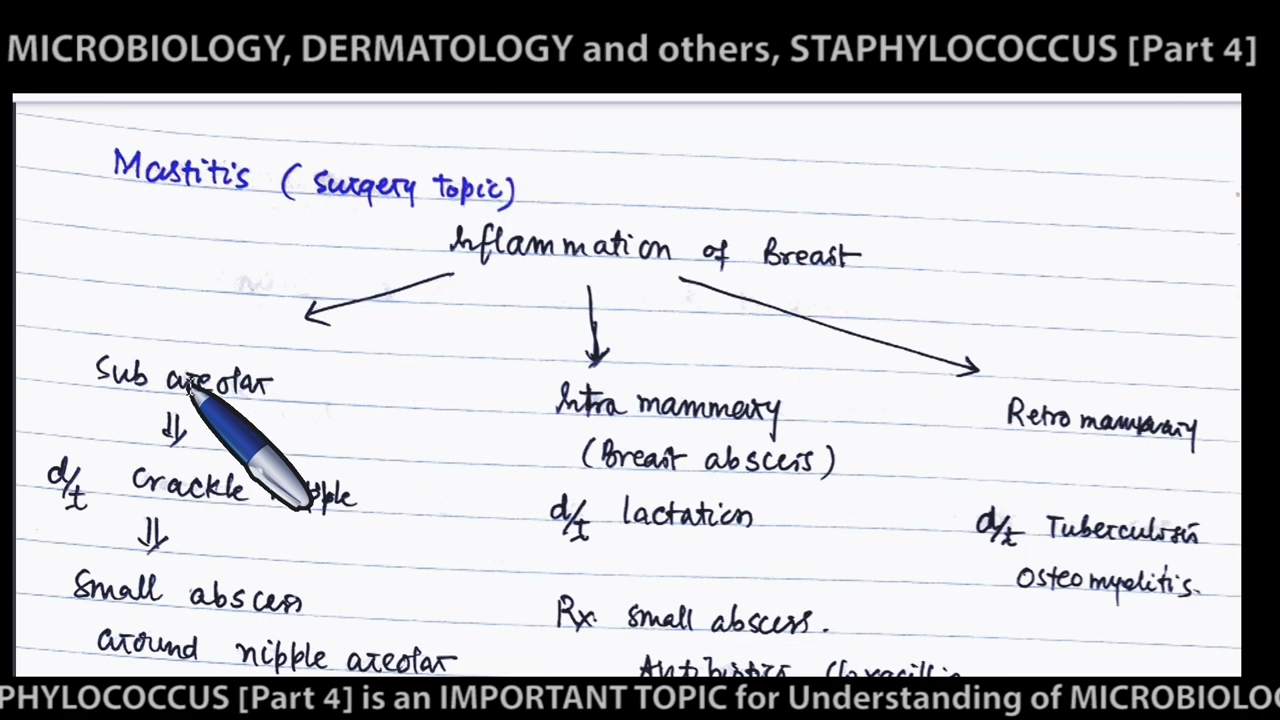 MICROBIOLOGY, DERMATOLOGY and others, STAPHYLOCOCCUS [Part 4]
Mastitis (surgery topic)
Inflammation of Breast
Sub areolar
Intra mammary
Retro mammary
(Breast abscess)
d/t Crackle
d/t lactation
d/t Tuberculosis
Osteomyelitis.
Small abscess
around nipple areolar
Rx. small abscess.
Antibiotics Cloxacillin
PHYLOCOCCUS [Part 4] is an IMPORTANT TOPIC for Understanding of MICROBIOLO